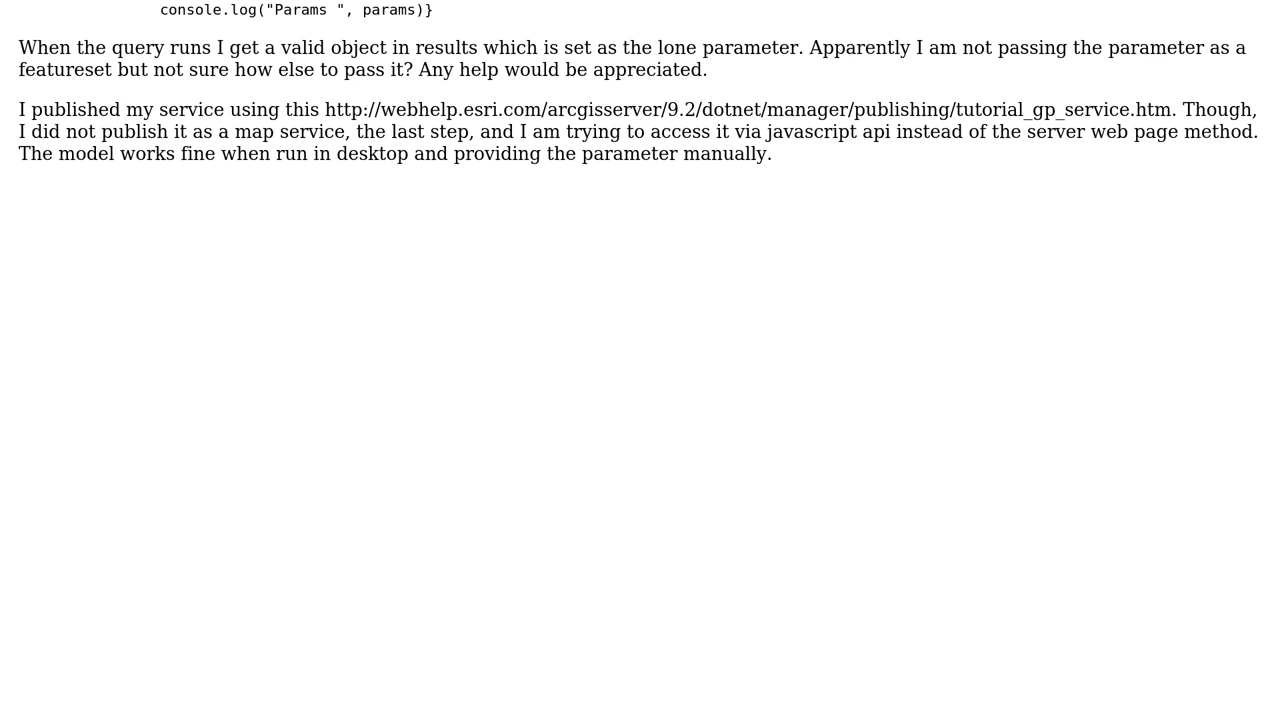 console.log("Params ", params)}
When the query runs I get a valid object in results which is set as the lone parameter. Apparently I am not passing the parameter as a
featureset but not sure how else to pass it? Any help would be appreciated.
I published my service using this http://webhelp.esri.com/arcgisserver/9.2/dotnet/manager/publishing/tutorial_gp_service.htm. Though,
I did not publish it as a map service, the last step, and I am trying to access it via javascript api instead of the server web page method.
The model works fine when run in desktop and providing the parameter manually.